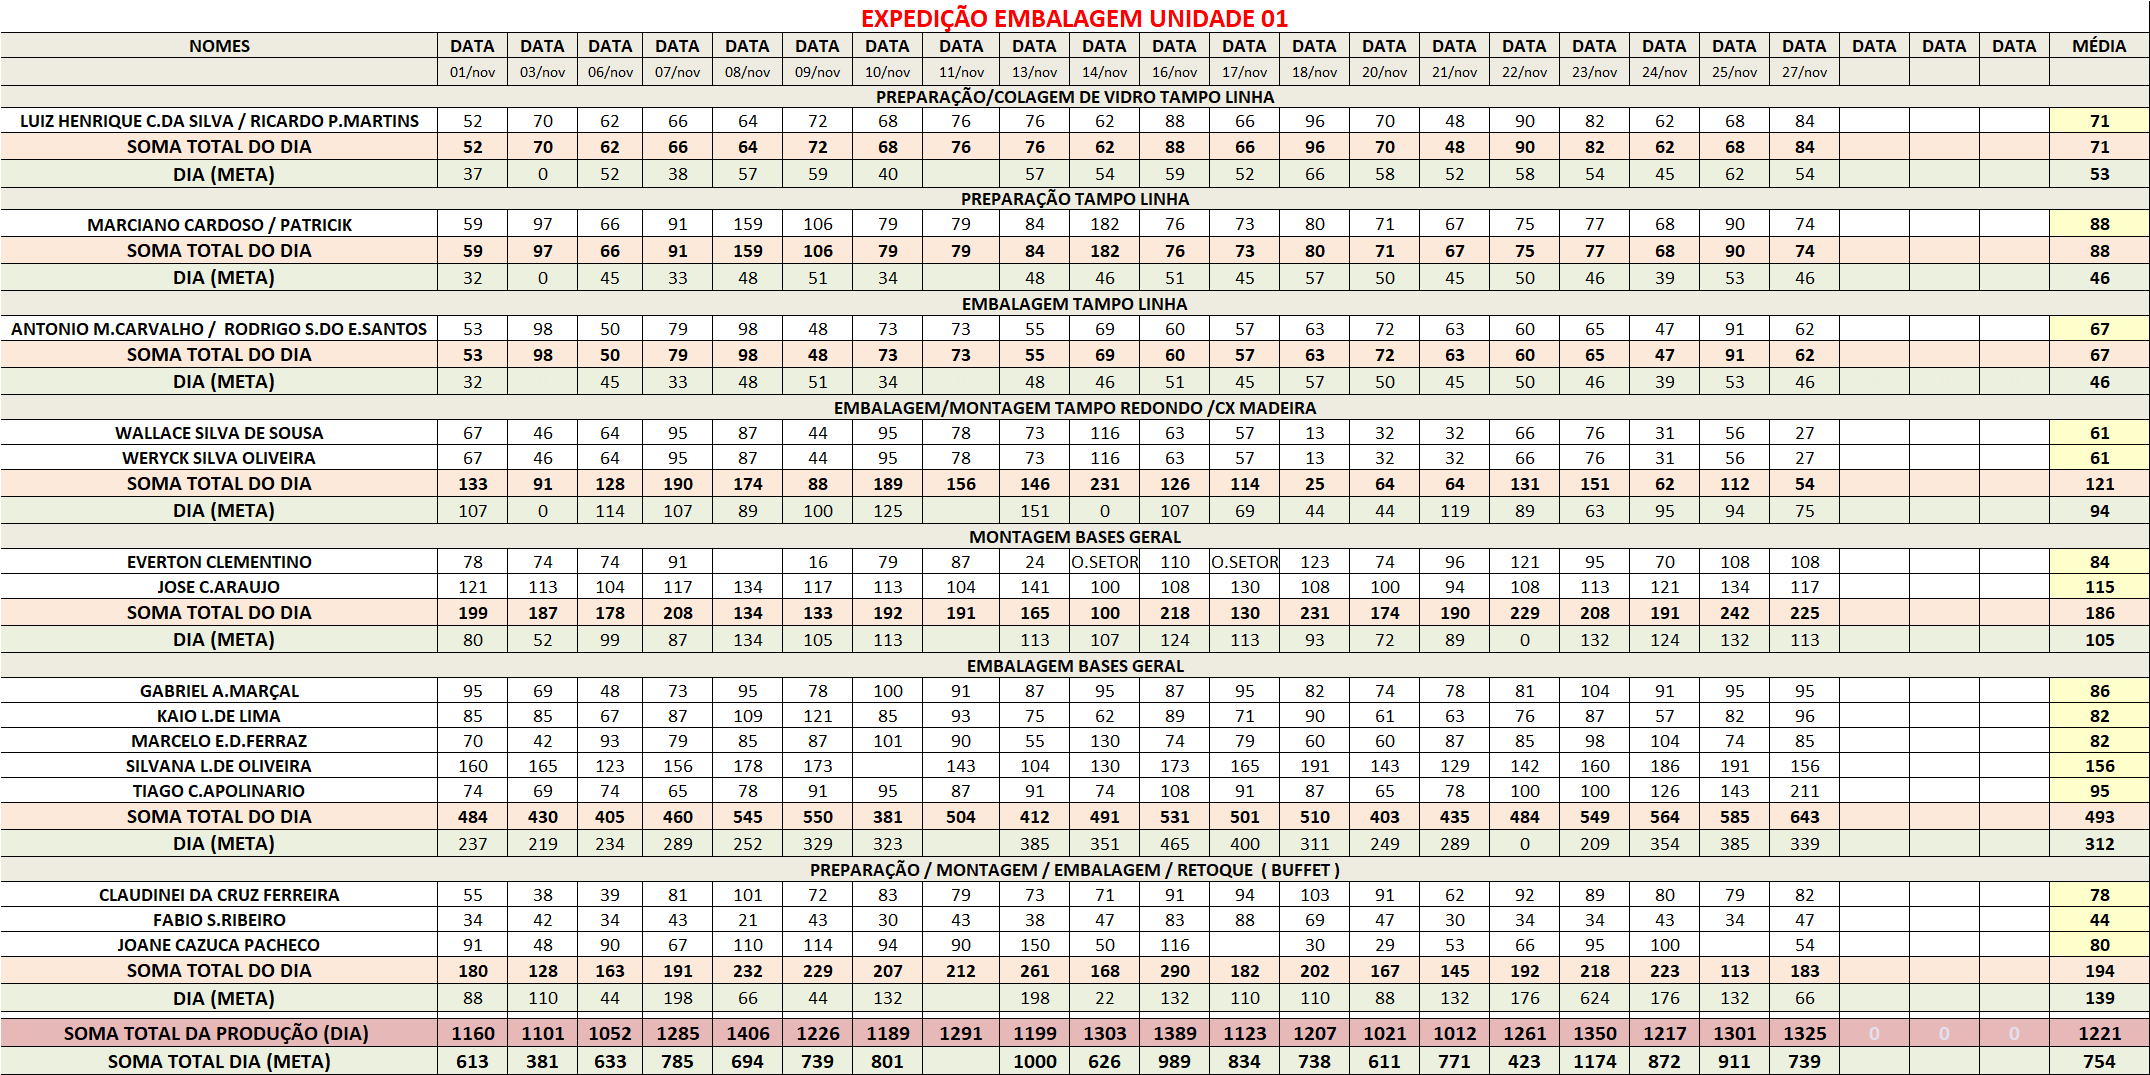 EXPEDIÇÃO EMBALAGEM UNIDADE 01
NOMES DATA DATA DATA DATA DATA DATA DATA DATA DATA DATA DATA DATA DATA DATA DATA DATA DATA DATA DATA DATA DATA DATA DATA MÉDIA
01/nov 03/nov 06/nov 07/nov 08/nov 09/nov 10/nov 11/nov 13/nov 14/nov 16/nov 17/nov 18/nov 20/nov 21/nov 22/nov 23/nov 24/nov 25/nov 27/nov
PREPARAÇÃO/COLAGEM DE VIDRO TAMPO LINHA
LUIZ HENRIQUE C.DA SILVA / RICARDO P.MARTINS 52 70 62 66 64 72 68 76 76 62 88 66 96 70 48 90 82 62 68 84 71
SOMA TOTAL DO DIA 52 70 62 66 64 72 68 76 76 62 88 66 96 70 48 90 82 62 68 84 71
DIA (META) 37 0 52 38 57 59 40 57 54 59 52 66 58 52 58 54 45 62 54 53
PREPARAÇÃO TAMPO LINHA
MARCIANO CARDOSO / PATRICIK 59 97 66 91 159 106 79 79 84 182 76 73 80 71 67 75 77 68 90 74 88
SOMA TOTAL DO DIA 59 97 66 91 159 106 79 79 84 182 76 73 80 71 67 75 77 68 90 74 88
DIA (META) 32 0 45 33 48 51 34 48 46 51 45 57 50 45 50 46 39 53 46 46
EMBALAGEM TAMPO LINHA
ANTONIO M.CARVALHO / RODRIGO S.DO E.SANTOS 53 98 50 79 98 48 73 73 55 69 60 57 63 72 63 60 65 47 91 62 67
SOMA TOTAL DO DIA 53 98 50 79 98 48 73 73 55 69 60 57 63 72 63 60 65 47 91 62 67
DIA (META) 32 45 33 48 51 34 48 46 51 45 57 50 45 50 46 39 53 46 46
EMBALAGEM/MONTAGEM TAMPO REDONDO /CX MADEIRA
WALLACE SILVA DE SOUSA 67 46 64 95 87 44 95 78 73 116 63 57 13 32 32 66 76 31 56 27 61
WERYCK SILVA OLIVEIRA 67 46 64 95 87 44 95 78 73 116 63 57 13 32 32 66 76 31 56 27 61
SOMA TOTAL DO DIA 133 91 128 190 174 88 189 156 146 231 126 114 25 64 64 131 151 62 112 54 121
DIA (META) 107 0 114 107 89 100 125 151 0 107 69 44 44 119 89 63 95 94 75 94
MONTAGEM BASES GERAL
EVERTON CLEMENTINO 78 74 74 91 16 79 87 24 O.SETOR 110 O.SETOR 123 74 96 121 95 70 108 108 84
JOSE C.ARAUJO 121 113 104 117 134 117 113 104 141 100 108 130 108 100 94 108 113 121 134 117 115
SOMA TOTAL DO DIA 199 187 178 208 134 133 192 191 165 100 218 130 231 174 190 229 208 191 242 225 186
DIA (META) 80 52 99 87 134 105 113 113 107 124 113 93 72 89 0 132 124 132 113 105
EMBALAGEM BASES GERAL
GABRIEL A.MARÇAL 95 69 48 73 95 78 100 91 87 95 87 95 82 74 78 81 104 91 95 95 86
KAIO L.DE LIMA 85 85 67 87 109 121 85 93 75 62 89 71 90 61 63 76 87 57 82 96 82
MARCELO E.D.FERRAZ 70 42 93 79 85 87 101 90 55 130 74 79 60 60 87 85 98 104 74 85 82
SILVANA L.DE OLIVEIRA 160 165 123 156 178 173 143 104 130 173 165 191 143 129 142 160 186 191 156 156
TIAGO C.APOLINARIO 74 69 74 65 78 91 95 87 91 74 108 91 87 65 78 100 100 126 143 211 95
SOMA TOTAL DO DIA 484 430 405 460 545 550 381 504 412 491 531 501 510 403 435 484 549 564 585 643 493
DIA (META) 237 219 234 289 252 329 323 385 351 465 400 311 249 289 0 209 354 385 339 312
PREPARAÇÃO / MONTAGEM / EMBALAGEM / RETOQUE ( BUFFET )
CLAUDINEI DA CRUZ FERREIRA 55 38 39 81 101 72 83 79 73 71 91 94 103 91 62 92 89 80 79 82 78
FABIO S.RIBEIRO 34 42 34 43 21 43 30 43 38 47 83 88 69 47 30 34 34 43 34 47 44
JOANE CAZUCA PACHECO 91 48 90 67 110 114 94 90 150 50 116 30 29 53 66 95 100 54 80
SOMA TOTAL DO DIA 180 128 163 191 232 229 207 212 261 168 290 182 202 167 145 192 218 223 113 183 194
DIA (META) 88 110 44 198 66 44 132 198 22 132 110 110 88 132 176 624 176 132 66 139
SOMA TOTAL DA PRODUÇÃO (DIA) 1160 1101 1052 1285 1406 1226 1189 1291 1199 1303 1389 1123 1207 1021 1012 1261 1350 1217 1301 1325 0 0 0 1221
SOMA TOTAL DIA (META) 613 381 633 785 694 739 801 1000 626 989 834 738 611 771 423 1174 872 911 739 754